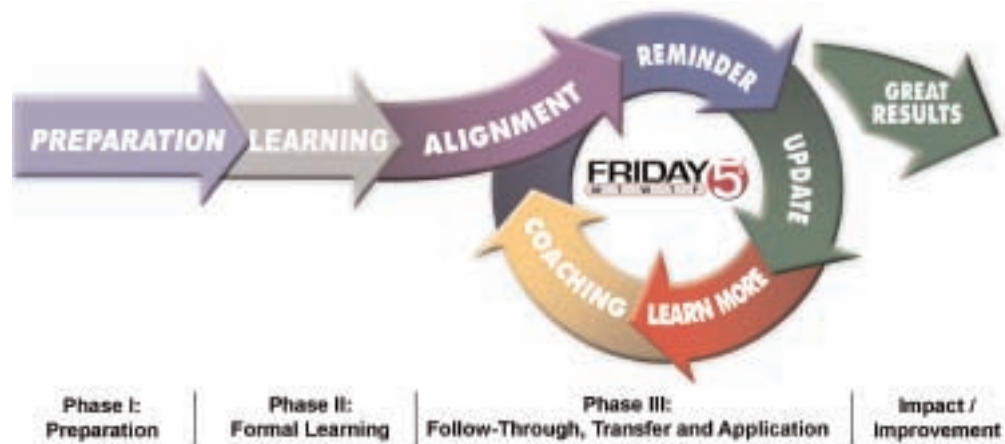 PREPARATION
LEARNING
ALIGNMENT
REMINDER
UPDATE
LEARN MORE
COACHING
FRIDAY5
M T W T F
GREAT
RESULTS
Phase I:
Preparation
Phase II:
Formal Learning
Phase III:
Follow-Through, Transfer and Application
Impact /
Improvement